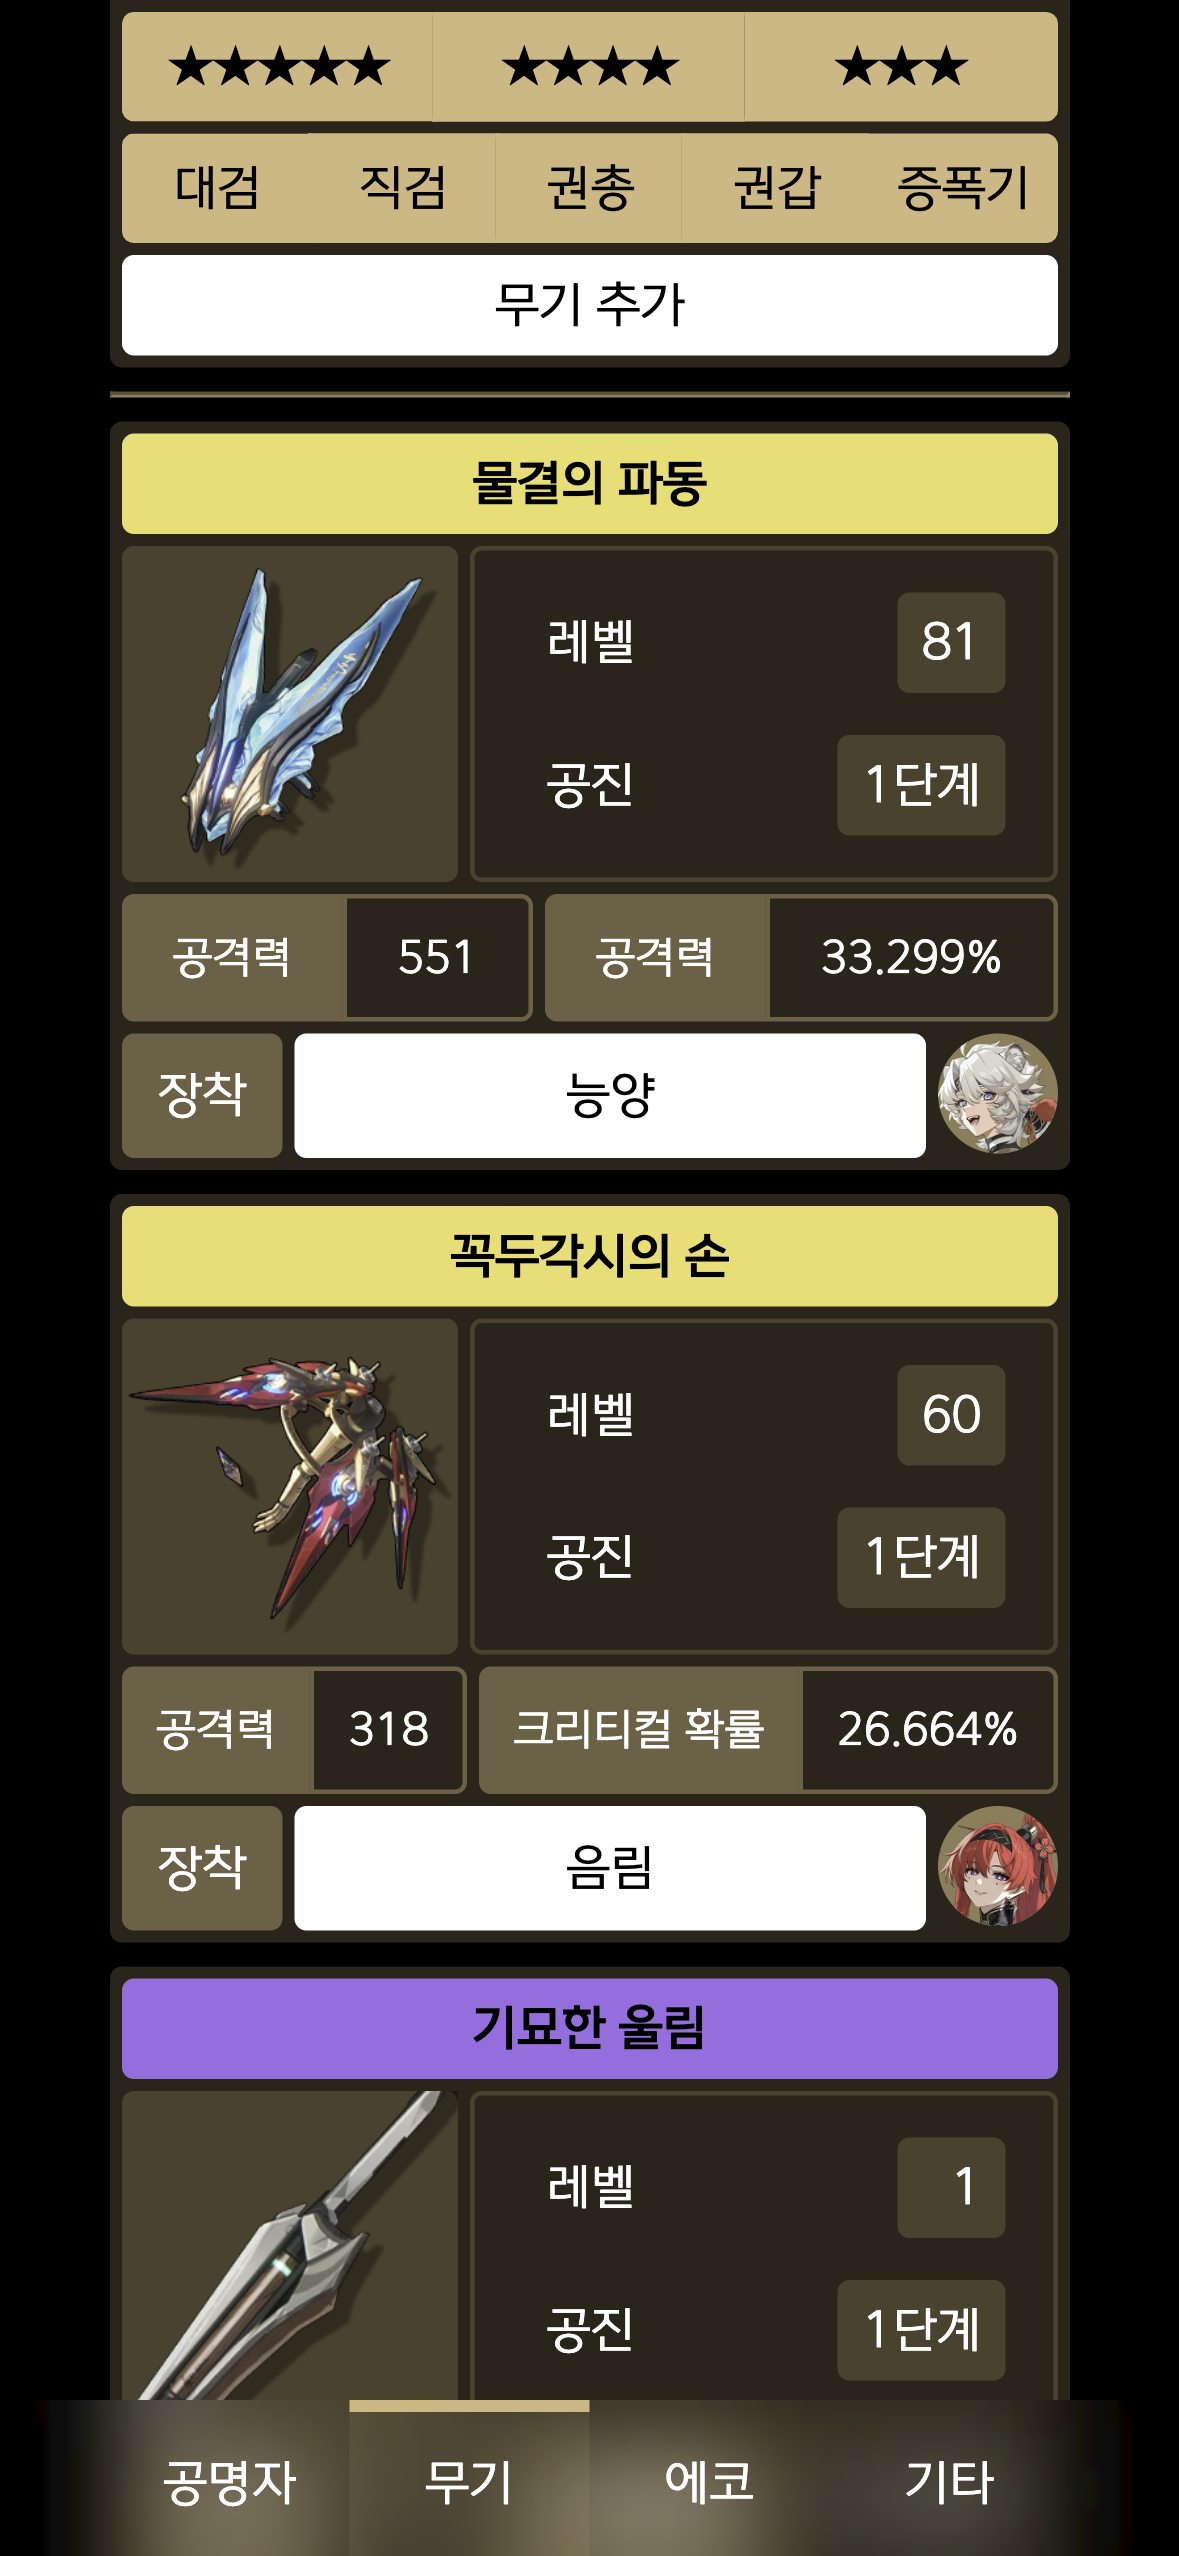 ★★★★★ ★★★★ ★★★
대검 직검 권총 권갑 증폭기
무기 추가
물결의 파동
레벨 81
공진 1단계
공격력 551 공격력 33.299%
장착 능양
꼭두각시의 손
레벨 60
공진 1단계
공격력 318 크리티컬 확률 26.664%
장착 음림
기묘한 울림
레벨 1
공진 1단계
공명자 무기 에코 기타